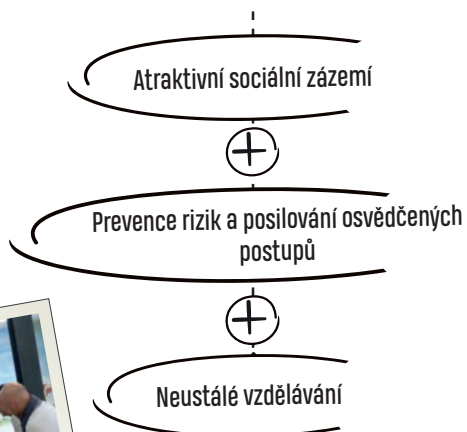 Atraktivní sociální zázemí
+
Prevence rizik a posilování osvědčených
postupů
+
Neustálé vzdělávání